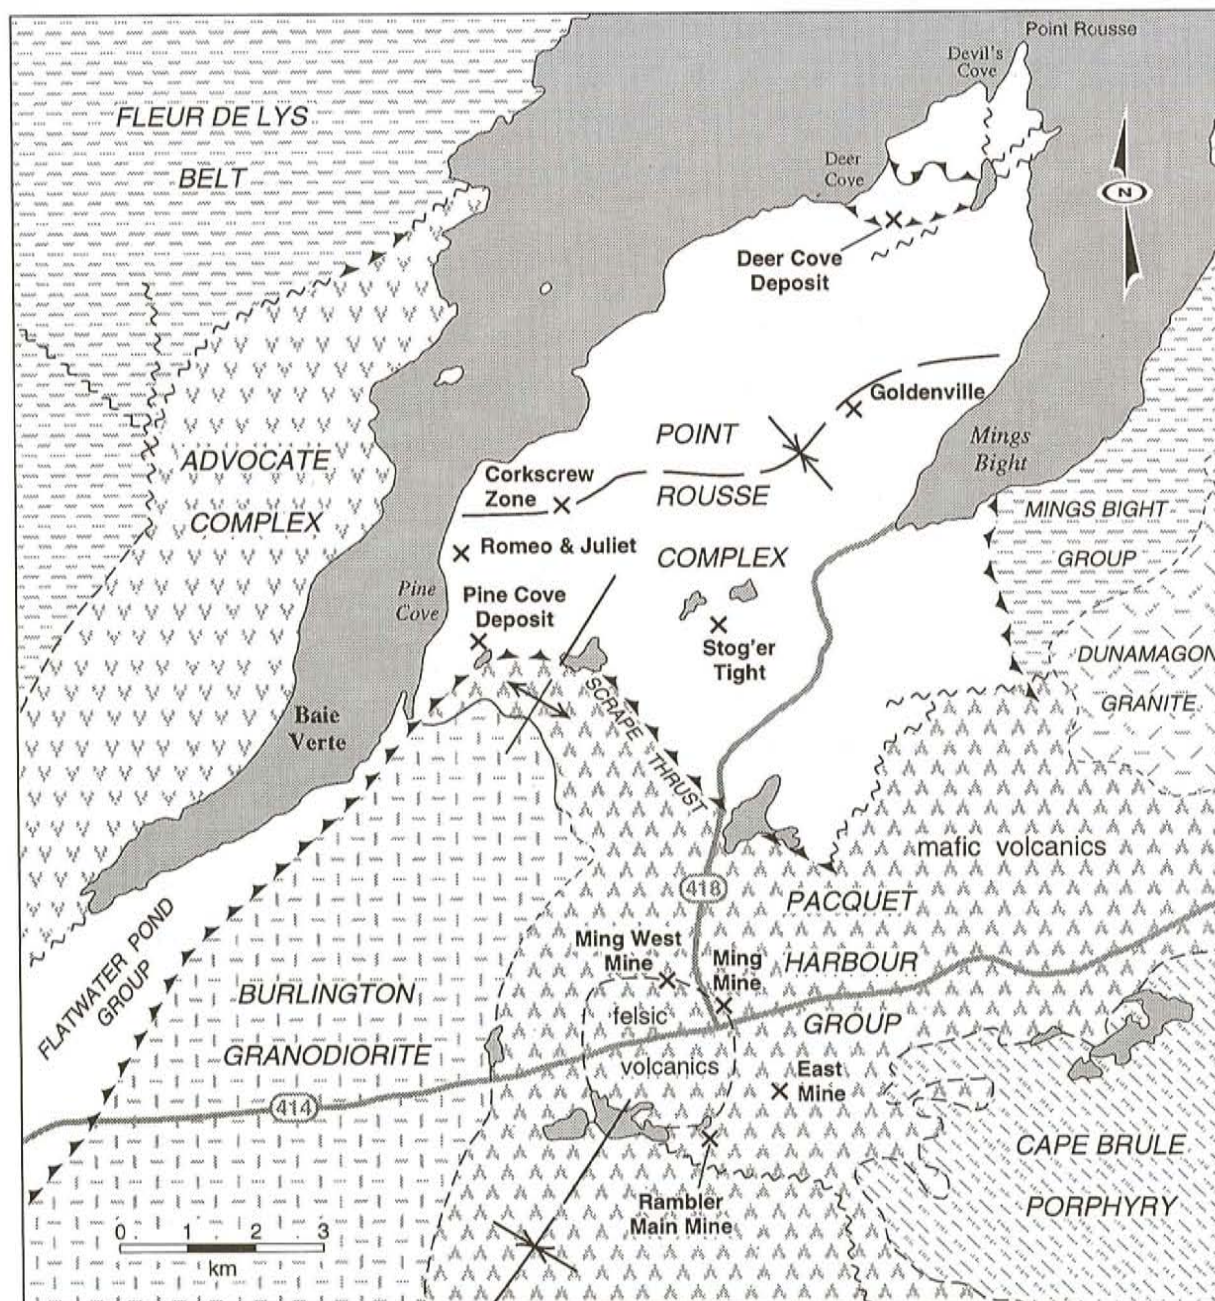 Point Rousse
Devil's
Cove
FLEUR DE LYS
BELT
Deer
Cove
N
Deer Cove
Deposit
Goldenville
POINT
ROUSSE
COMPLEX
Mings
Bight
ADVOCATE
COMPLEX
Corkscrew
Zone
MINGS BIGHT
GROUP
Romeo & Juliet
Pine
Cove
Pine Cove
Deposit
Stog'er
Tight
DUNAMAGON
GRANITE
SCRAPE THRUST
Baie
Verte
mafic volcanics
418
PACQUET
HARBOUR
GROUP
FLATWATER POND
GROUP
Ming West
Mine
Ming
Mine
BURLINGTON
GRANODIORITE
felsic
volcanics
East
Mine
414
CAPE BRULE
PORPHYRY
Rambler
Main Mine
0 1 2 3
km